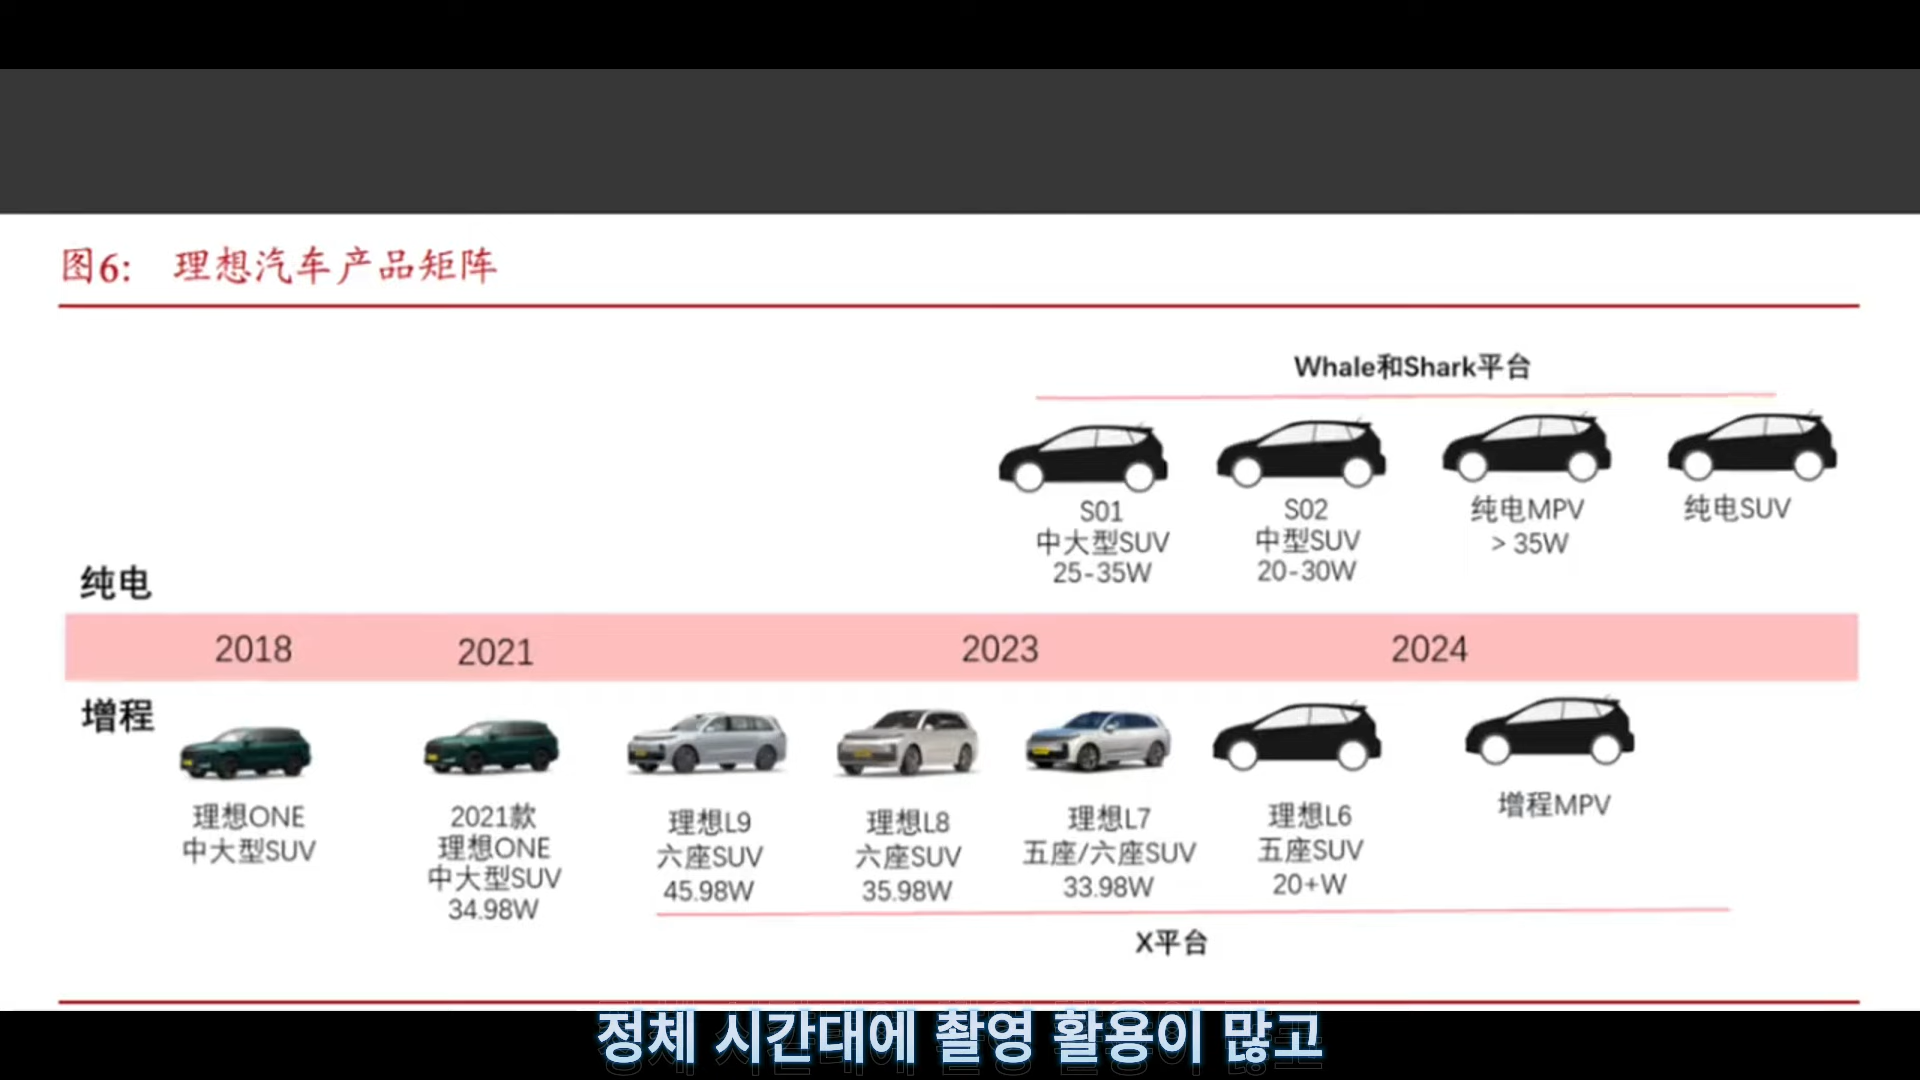 图6: 理想汽车产品矩阵
Whale和Shark平台
S01
中大型SUV
25-35W
S02
中型SUV
20-30W
纯电MPV
> 35W
纯电SUV
纯电
2018
2021
2023
2024
增程
理想ONE
中大型SUV
2021款
理想ONE
中大型SUV
34.98W
理想L9
六座SUV
45.98W
理想L8
六座SUV
35.98W
理想L7
五座/六座SUV
33.98W
理想L6
五座SUV
20+W
增程MPV
X平台
정체 시간대에 촬영 활용이 많고